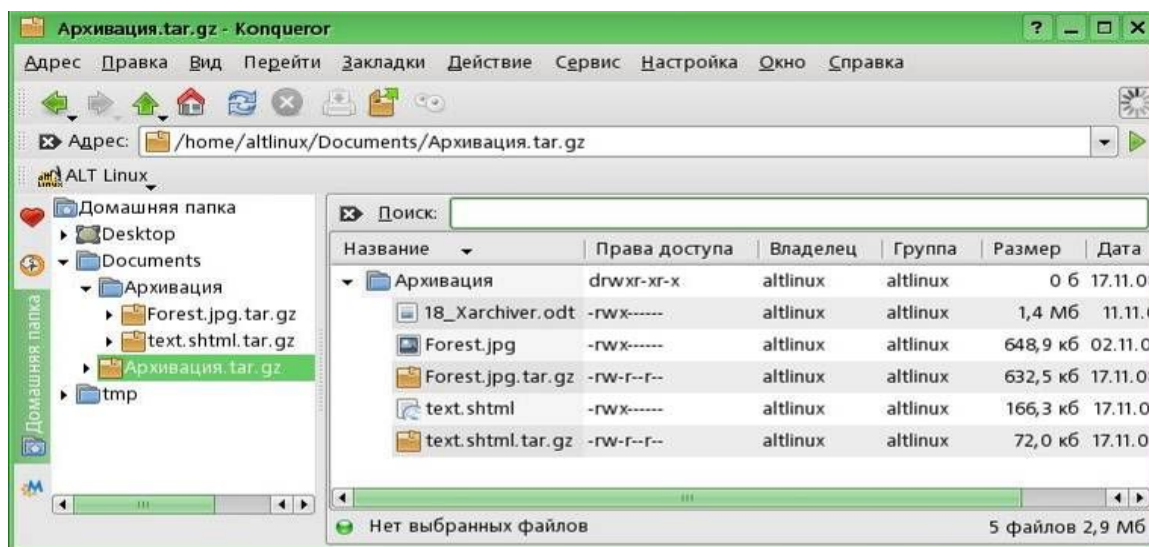 Архивация.tar.gz - Konqueror
Адрес Правка Вид Перейти Закладки Действие Сервис Настройка Окно Справка
Адрес: /home/altlinux/Documents/Архивация.tar.gz
ALT Linux
Домашняя папка
Домашняя папка
Desktop
Documents
Архивация
Forest.jpg.tar.gz
text.shtml.tar.gz
Архивация.tar.gz
tmp
Поиск:
Название Права доступа Владелец Группа Размер Дата
Архивация drwxr-xr-x altlinux altlinux 0 б 17.11.0
18_Xarchiver.odt -rwx------ altlinux altlinux 1,4 Мб 11.11.
Forest.jpg -rwx------ altlinux altlinux 648,9 кб 02.11.0
Forest.jpg.tar.gz -rw-r--r-- altlinux altlinux 632,5 кб 17.11.0
text.shtml -rwx------ altlinux altlinux 166,3 кб 17.11.0
text.shtml.tar.gz -rw-r--r-- altlinux altlinux 72,0 кб 17.11.0
Нет выбранных файлов 5 файлов 2,9 Мб